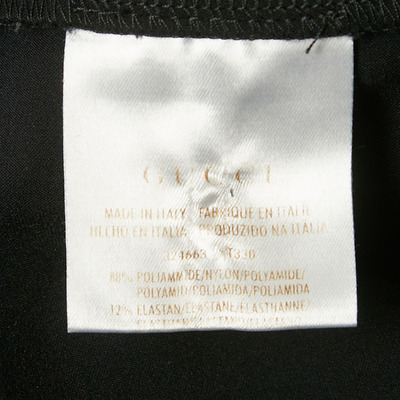 GUCCI
MADE IN ITALY FABRIQUE EN ITALIE
HECHO EN ITALIA PRODUZIDO NA ITALIA
324663
88% POLIAMMIDE/NYLON/POLYAMIDE/
POLYAMID/POLIAMIDA/POLIAMIDA
12% ELASTAN/ELASTANE/ELASTHANNE/